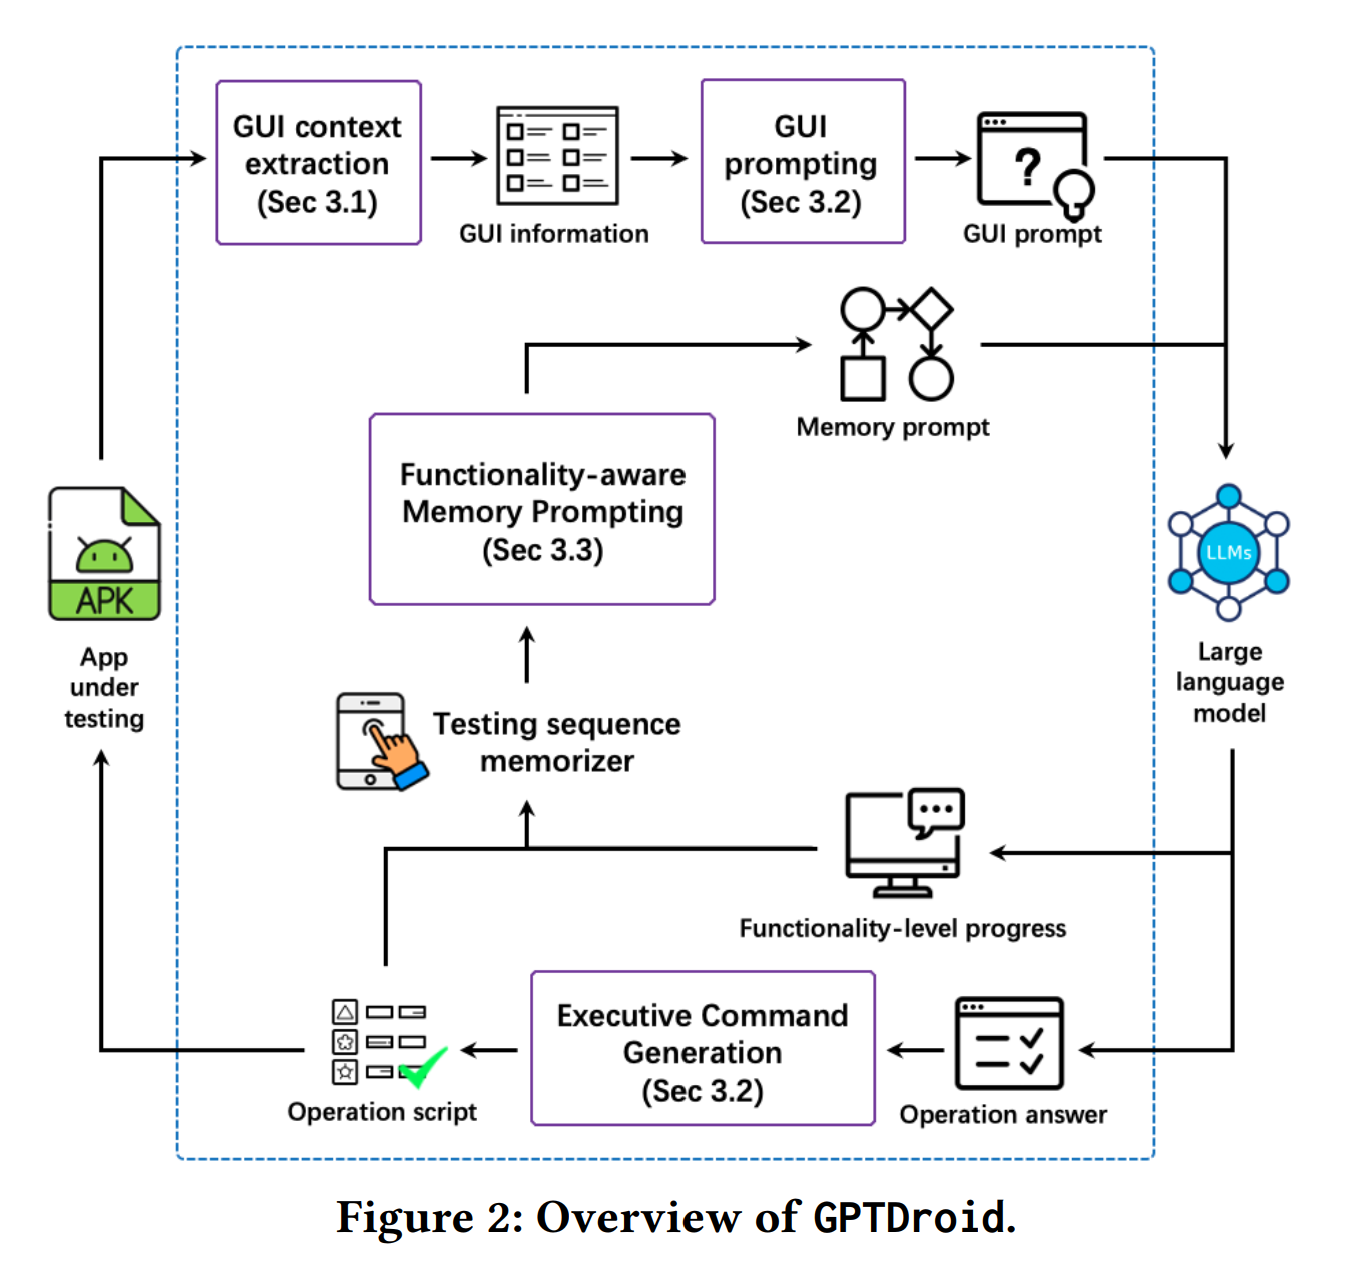 GUI context
extraction
(Sec 3.1)
GUI information
GUI
prompting
(Sec 3.2)
?
GUI prompt
Memory prompt
Functionality-aware
Memory Prompting
(Sec 3.3)
APK
App
under
testing
LLMs
Large
language
model
Testing sequence
memorizer
Functionality-level progress
Executive Command
Generation
(Sec 3.2)
Operation script
Operation answer
Figure 2: Overview of GPTDroid.